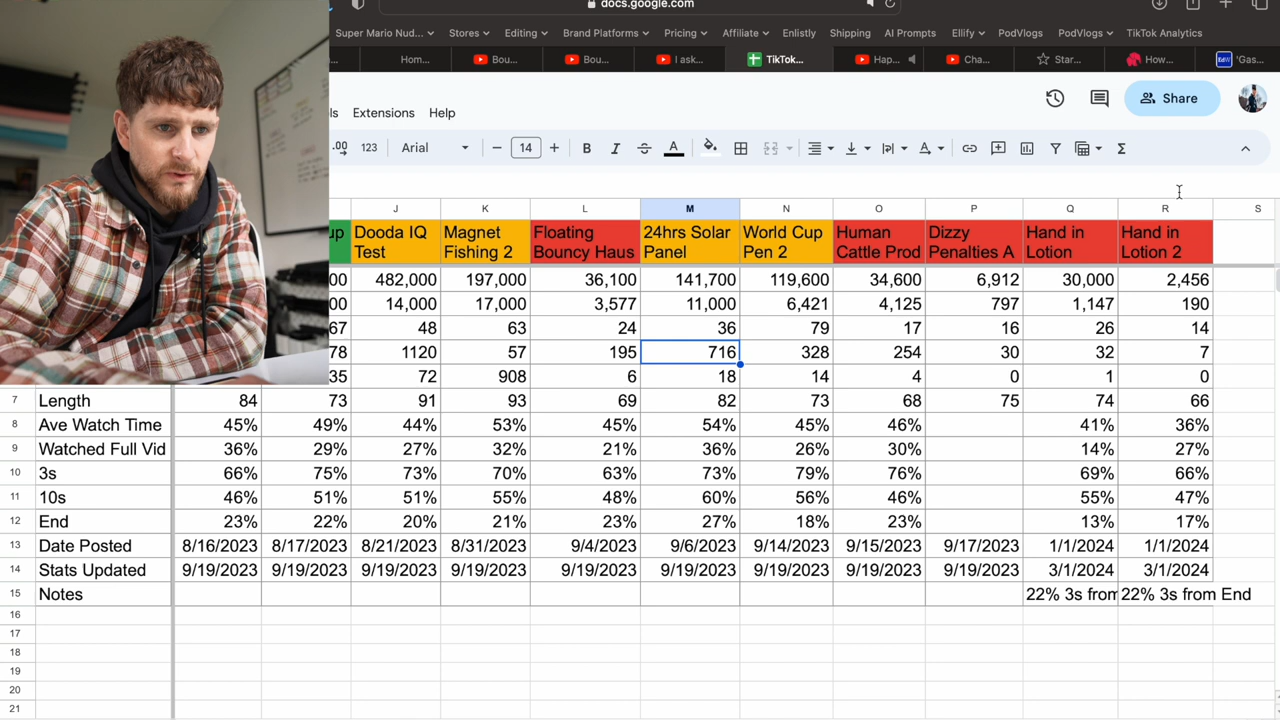 docs.google.com
Super Mario Nud... Stores Editing Brand Platforms Pricing Affiliate Enlistly Shipping AI Prompts Ellify PodVlogs PodVlogs TikTok Analytics
Hom... Bou... Bou... I ask... TikTok... Hap... Cha... Star... How... 'Gas...
ls Extensions Help Share
.00 123 Arial 14 B I S A
J K L M N O P Q R S
up Dooda IQ Magnet Floating 24hrs Solar World Cup Human Dizzy Hand in Hand in
Test Fishing 2 Bouncy Haus Panel Pen 2 Cattle Prod Penalties A Lotion Lotion 2
00 482,000 197,000 36,100 141,700 119,600 34,600 6,912 30,000 2,456
00 14,000 17,000 3,577 11,000 6,421 4,125 797 1,147 190
67 48 63 24 36 79 17 16 26 14
78 1120 57 195 716 328 254 30 32 7
35 72 908 6 18 14 4 0 1 0
7 Length 84 73 91 93 69 82 73 68 75 74 66
8 Ave Watch Time 45% 49% 44% 53% 45% 54% 45% 46% 41% 36%
9 Watched Full Vid 36% 29% 27% 32% 21% 36% 26% 30% 14% 27%
10 3s 66% 75% 73% 70% 63% 73% 79% 76% 69% 66%
11 10s 46% 51% 51% 55% 48% 60% 56% 46% 55% 47%
12 End 23% 22% 20% 21% 23% 27% 18% 23% 13% 17%
13 Date Posted 8/16/2023 8/17/2023 8/21/2023 8/31/2023 9/4/2023 9/6/2023 9/14/2023 9/15/2023 9/17/2023 1/1/2024 1/1/2024
14 Stats Updated 9/19/2023 9/19/2023 9/19/2023 9/19/2023 9/19/2023 9/19/2023 9/19/2023 9/19/2023 9/19/2023 3/1/2024 3/1/2024
15 Notes 22% 3s from 22% 3s from End
16
17
18
19
20
21